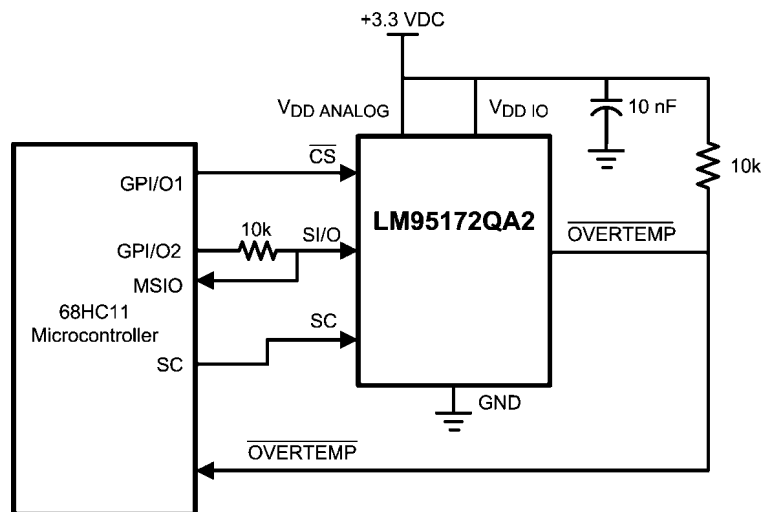 +3.3 VDC
VDD ANALOG
VDD IO
10 nF
10k
CS
GPI/O1
LM95172QA2
10k
SI/O
OVERTEMP
GPI/O2
MSIO
68HC11
Microcontroller
SC
SC
GND
OVERTEMP